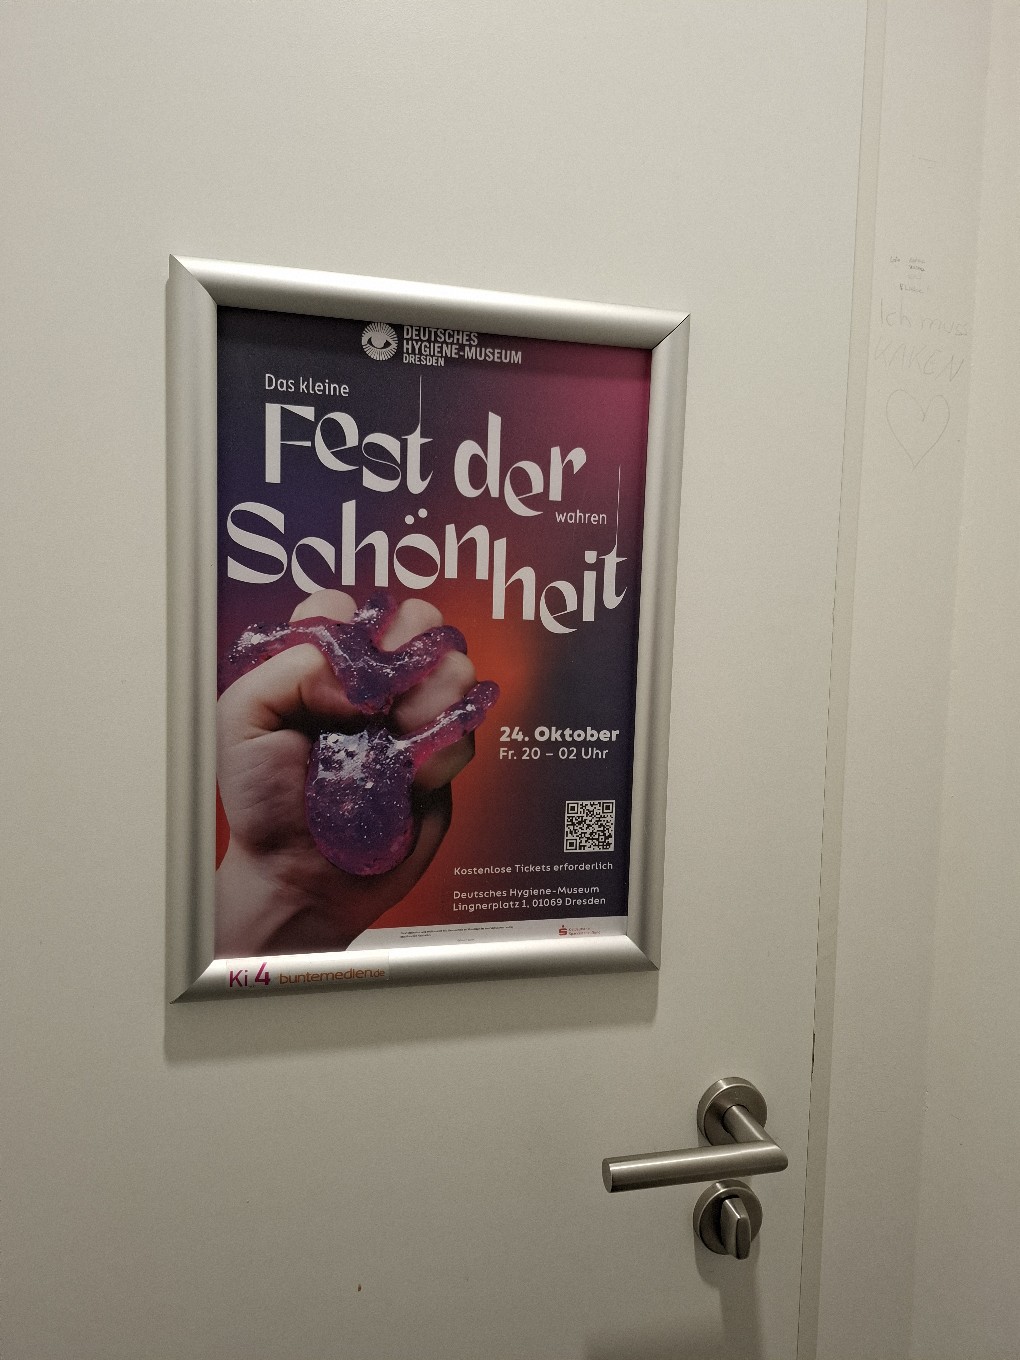 DEUTSCHES
HYGIENE-MUSEUM
DRESDEN
Das kleine
Fest der
wahren
Schönheit
24. Oktober
Fr. 20 – 02 Uhr
Kostenlose Tickets erforderlich
Deutsches Hygiene-Museum
Lingnerplatz 1, 01069 Dresden
Ki 4 buntemedien.de
Ich muss